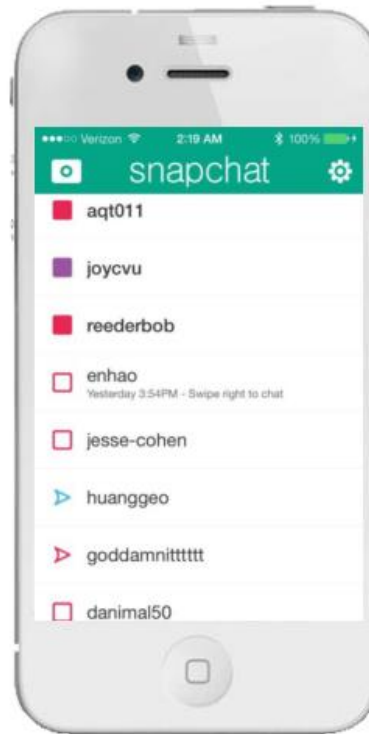 Verizon 2:19 AM 100%
snapchat
aqt011
joycvu
reederbob
enhao
Yesterday 3:54PM - Swipe right to chat
jesse-cohen
huanggeo
goddamnitttttt
danimal50